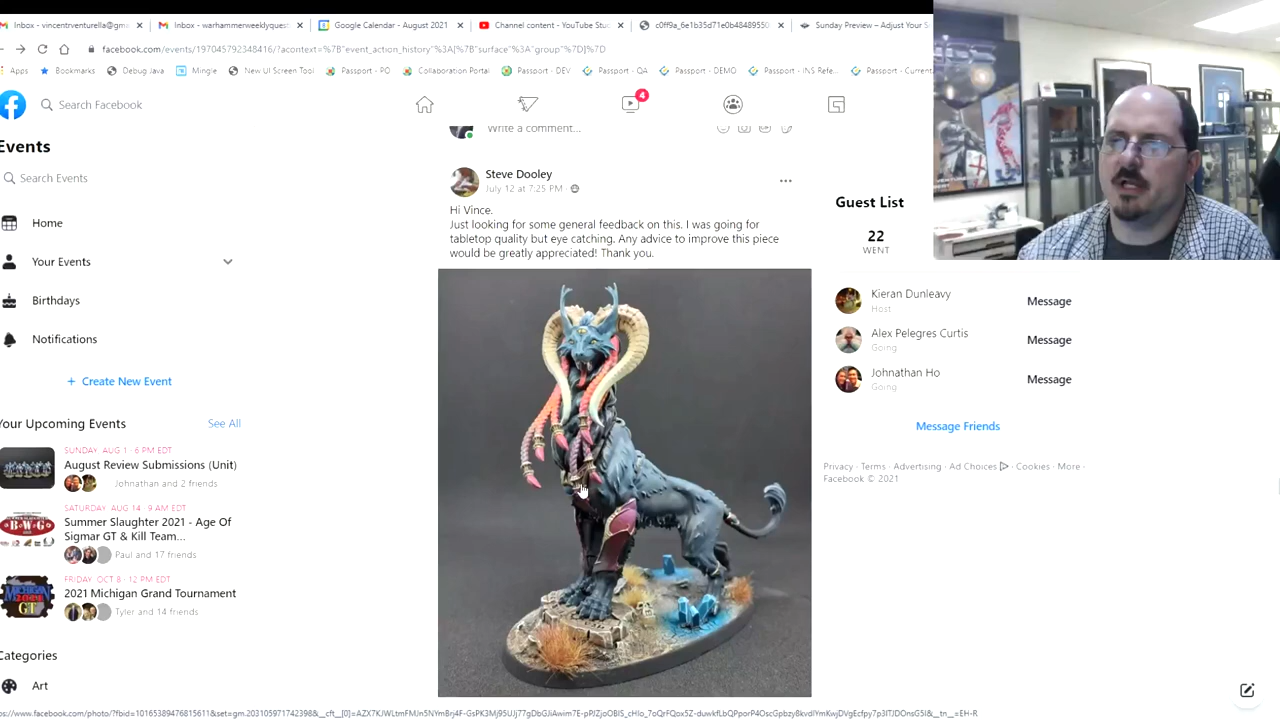 Inbox - vincentrventurella@gma
Inbox - warhammerweeklyques
Google Calendar - August 2021
Channel content - YouTube Stu
c0ff9a_6e1b35d71e0b48489550
Sunday Preview – Adjust Your S
facebook.com/events/197045792348416/?acontext=%7B"event_action_history"%3A[%7B"surface"%3A"group"%7D]%7D
Apps
Bookmarks
Debug Java
Mingle
New UI Screen Tool
Passport - PO
Collaboration Portal
Passport - DEV
Passport - QA
Passport - DEMO
Passport - INS Refe...
Passport - Current
Search Facebook
4
Events
Search Events
Home
Your Events
Birthdays
Notifications
+ Create New Event
Your Upcoming Events
See All
SUNDAY, AUG 1 · 6 PM EDT
August Review Submissions (Unit)
Johnathan and 2 friends
SATURDAY, AUG 14 · 9 AM EDT
Summer Slaughter 2021 - Age Of
Sigmar GT & Kill Team...
Paul and 17 friends
FRIDAY, OCT 8 · 12 PM EDT
2021 Michigan Grand Tournament
Tyler and 14 friends
Categories
Art
Write a comment...
Steve Dooley
July 12 at 7:25 PM
Hi Vince.
Just looking for some general feedback on this. I was going for
tabletop quality but eye catching. Any advice to improve this piece
would be greatly appreciated! Thank you.
Guest List
22
WENT
Kieran Dunleavy
Host
Message
Alex Pelegres Curtis
Going
Message
Johnathan Ho
Going
Message
Message Friends
Privacy · Terms · Advertising · Ad Choices · Cookies · More ·
Facebook © 2021